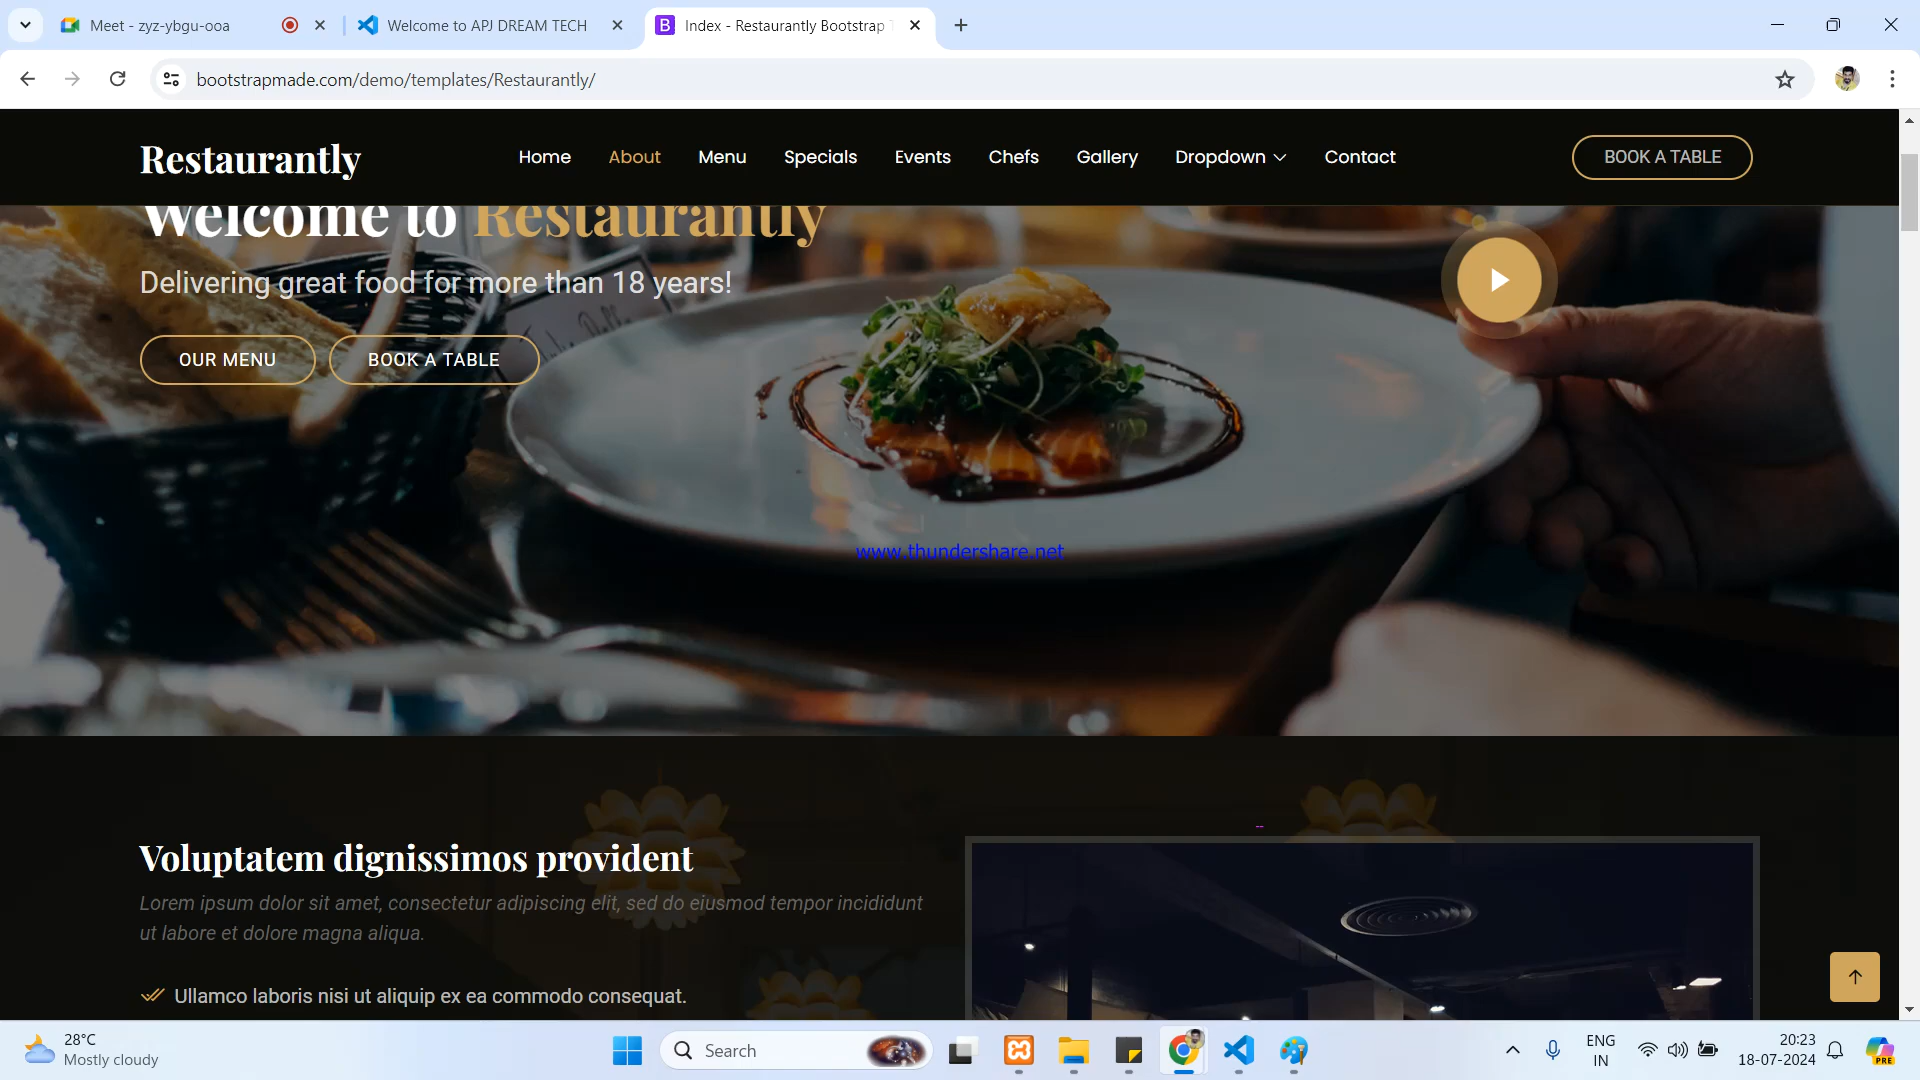 Meet - zyz-ybgu-ooa
Welcome to APJ DREAM TECH
Index - Restaurantly Bootstrap
bootstrapmade.com/demo/templates/Restaurantly/
Restaurantly
Home
About
Menu
Specials
Events
Chefs
Gallery
Dropdown
Contact
BOOK A TABLE
Welcome to Restaurantly
Delivering great food for more than 18 years!
OUR MENU
BOOK A TABLE
www.thundershare.net
Voluptatem dignissimos provident
Lorem ipsum dolor sit amet, consectetur adipiscing elit, sed do eiusmod tempor incididunt
ut labore et dolore magna aliqua.
Ullamco laboris nisi ut aliquip ex ea commodo consequat.
28°C
Mostly cloudy
Search
ENG
IN
20:23
18-07-2024
PRE